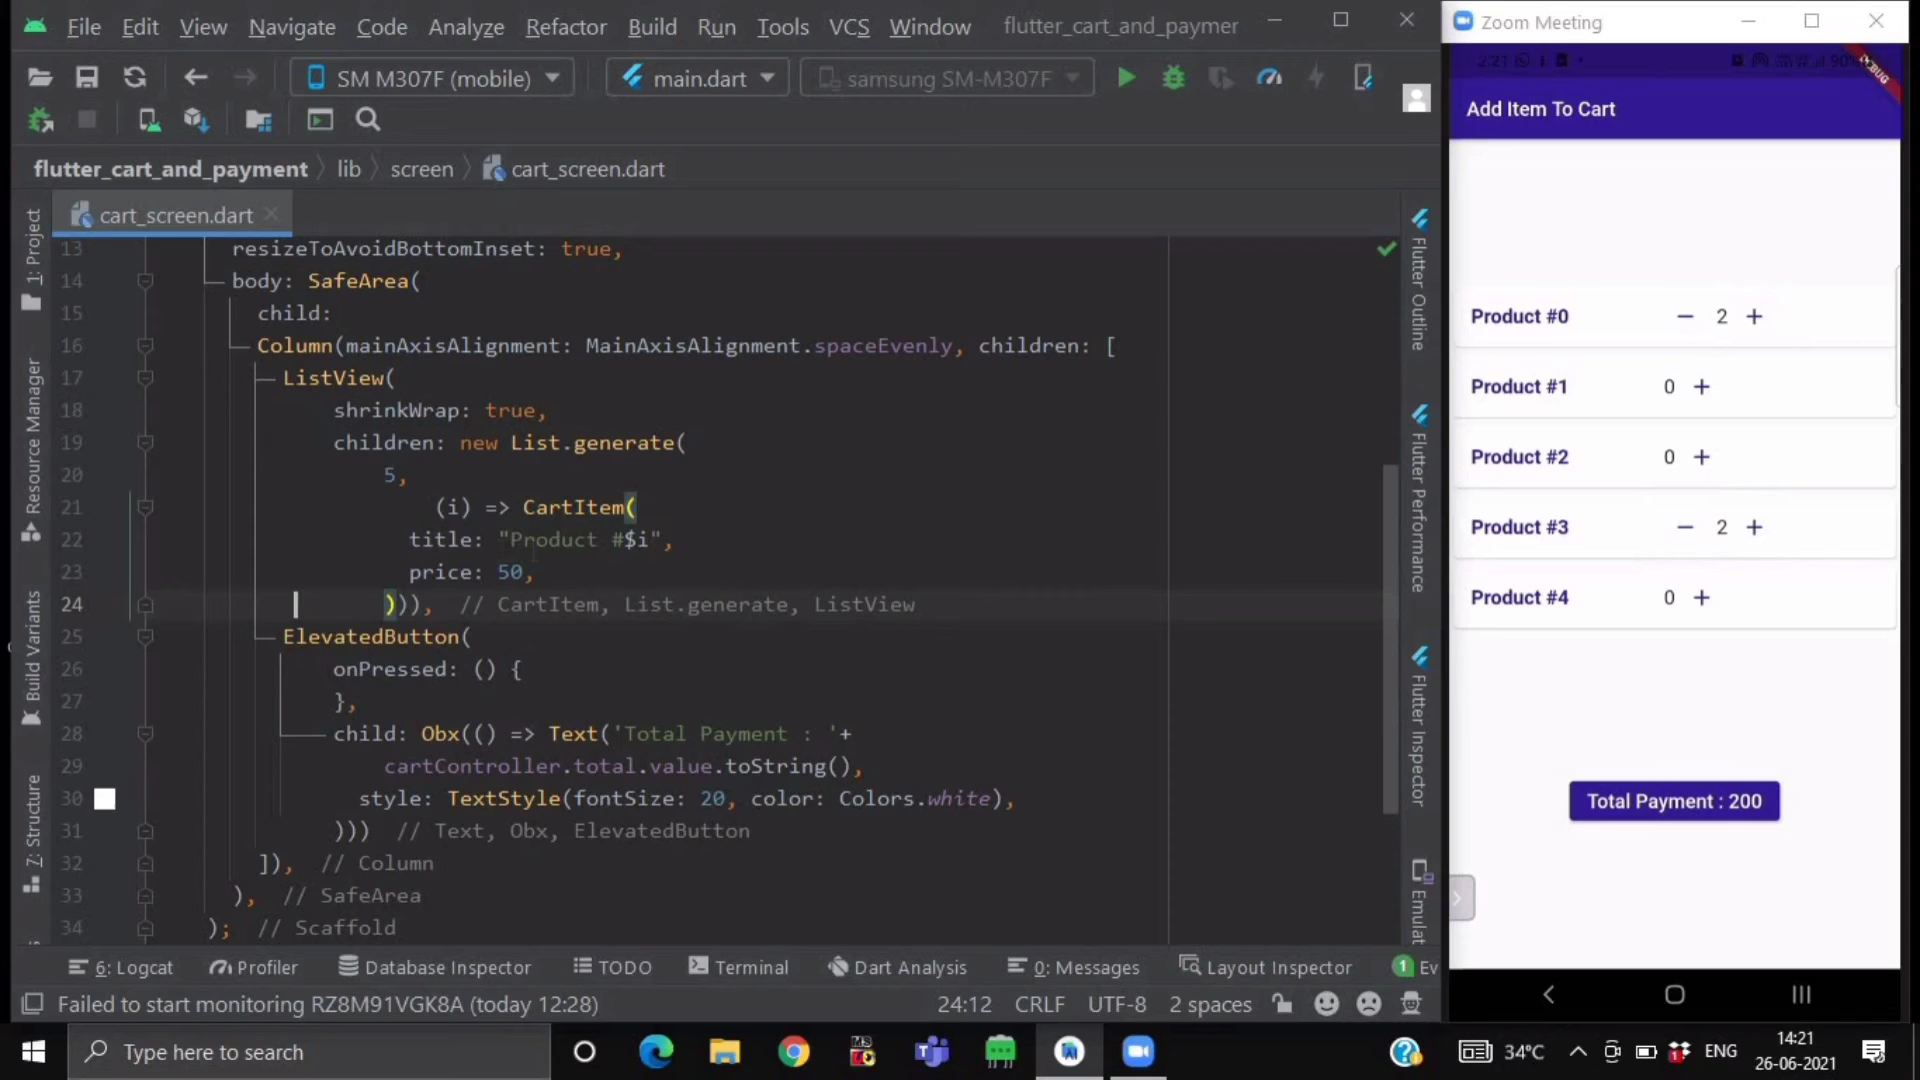 File Edit View Navigate Code Analyze Refactor Build Run Tools VCS Window flutter_cart_and_paymer
SM M307F (mobile) main.dart samsung SM-M307F
flutter_cart_and_payment lib screen cart_screen.dart
cart_screen.dart
1: Project
Resource Manager
Build Variants
7: Structure
13 resizeToAvoidBottomInset: true,
14 body: SafeArea(
15 child:
16 Column(mainAxisAlignment: MainAxisAlignment.spaceEvenly, children: [
17 ListView(
18 shrinkWrap: true,
19 children: new List.generate(
20 5,
21 (i) => CartItem(
22 title: "Product #$i",
23 price: 50,
24 ))), // CartItem, List.generate, ListView
25 ElevatedButton(
26 onPressed: () {
27 },
28 child: Obx(() => Text('Total Payment : '+
29 cartController.total.value.toString(),
30 style: TextStyle(fontSize: 20, color: Colors.white),
31 ))) // Text, Obx, ElevatedButton
32 ]), // Column
33 ), // SafeArea
34 ); // Scaffold
Flutter Outline
Flutter Performance
Flutter Inspector
Emulat
6: Logcat Profiler Database Inspector TODO Terminal Dart Analysis 0: Messages Layout Inspector 1 Ev
Failed to start monitoring RZ8M91VGK8A (today 12:28) 24:12 CRLF UTF-8 2 spaces
Zoom Meeting
2:21
Add Item To Cart
Product #0 − 2 +
Product #1 0 +
Product #2 0 +
Product #3 − 2 +
Product #4 0 +
Total Payment : 200
Type here to search
34°C ENG 14:21
26-06-2021